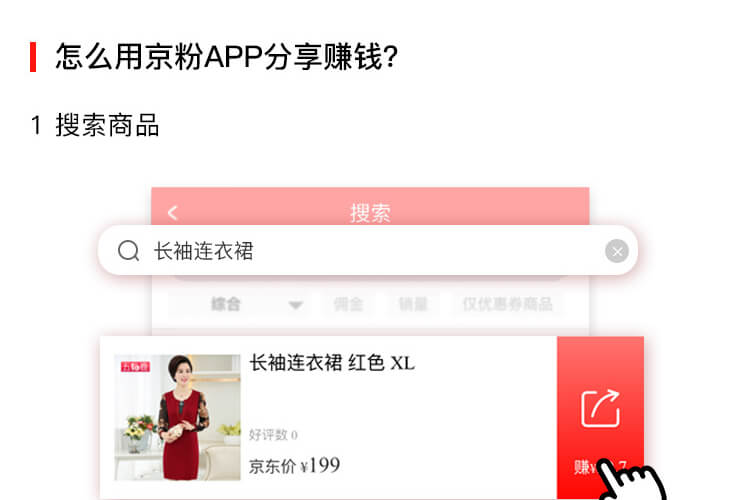 怎么用京粉APP分享赚钱?
1 搜索商品
搜索
长袖连衣裙
综合 佣金 销量 仅优惠券商品
长袖连衣裙 红色 XL
好评数 0
京东价 ¥199
赚¥ 7